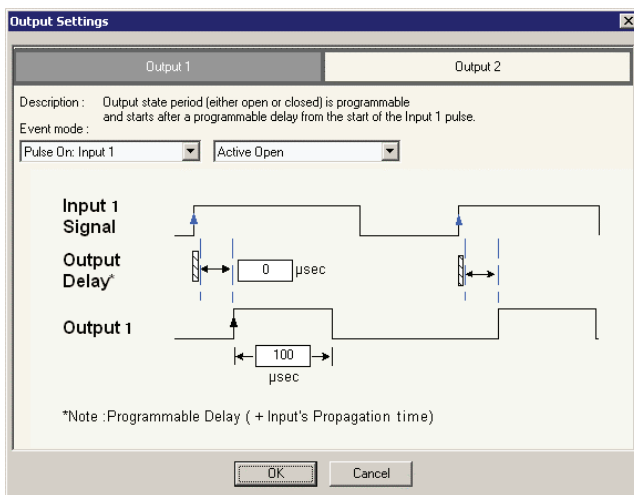 Output Settings
Output 1
Output 2
Description : Output state period (either open or closed) is programmable
and starts after a programmable delay from the start of the Input 1 pulse.
Event mode :
Pulse On: Input 1
Active Open
Input 1
Signal
Output
Delay*
0 µsec
Output 1
100
µsec
*Note :Programmable Delay ( + Input's Propagation time)
OK
Cancel